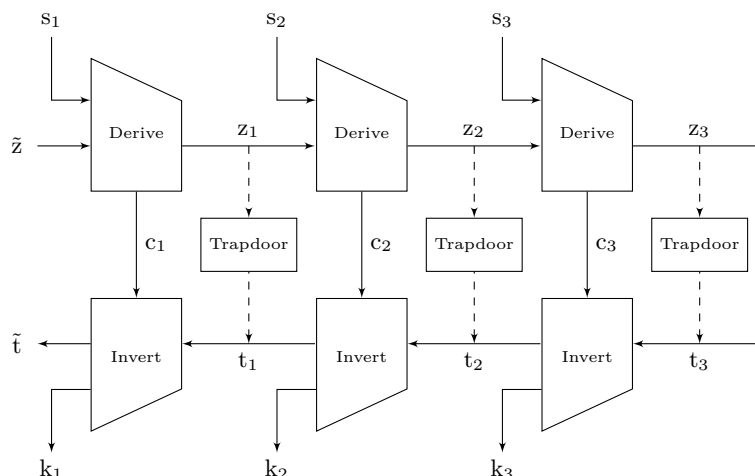 s₁ s₂ s₃
Derive Derive Derive
z̃ z₁ z₂ z₃
c₁ Trapdoor c₂ Trapdoor c₃ Trapdoor
Invert Invert Invert
t̃ t₁ t₂ t₃
k₁ k₂ k₃